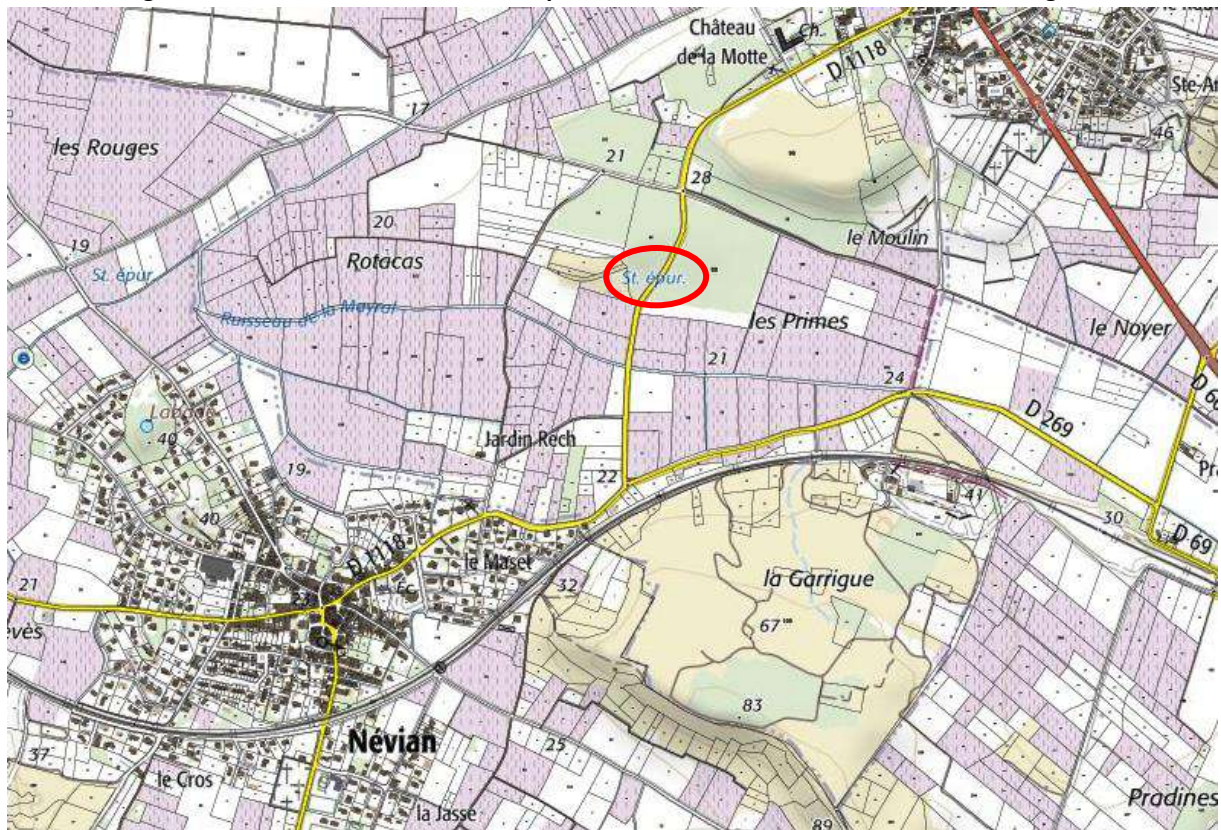 Château
de la Motte
Ch.
D 1118
Ste-A
46
17
les Rouges
21
28
20
le Moulin
19
Rotacas
St. épur.
St. épur.
Ruisseau de la Mayral
les Primes
le Noyer
21
24
D 269
Labade
40
Jardin Rech
19
22
41
30
D 69
40
D 1118
le Maset
Éc.
21
32
la Garrigue
67
83
Névian
25
37
le Cros
la Jasse
Pradines
89